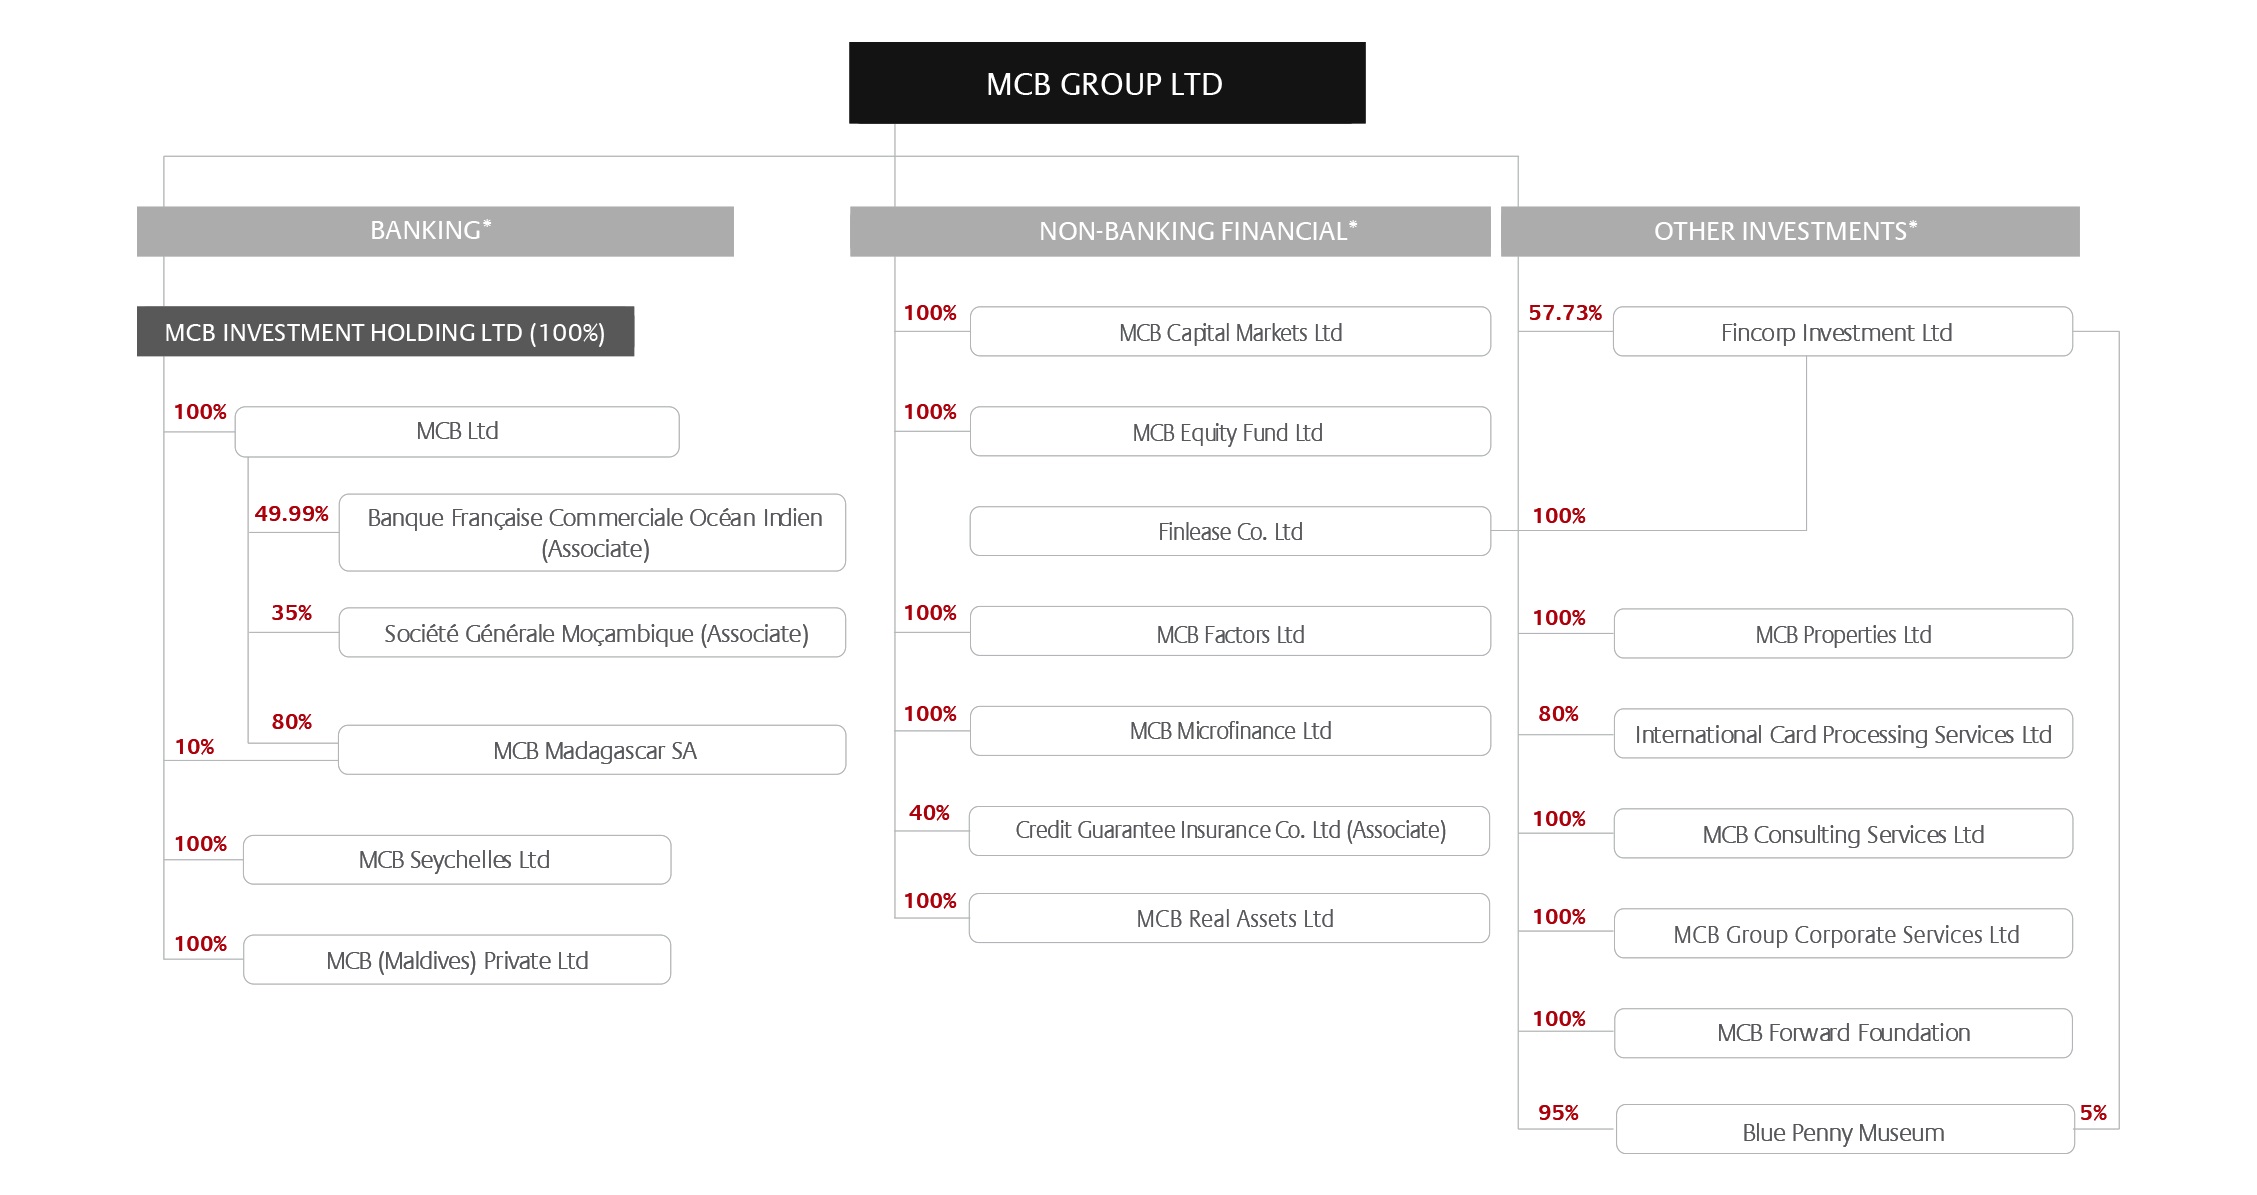 MCB GROUP LTD
BANKING*
MCB INVESTMENT HOLDING LTD (100%)
100%
MCB Ltd
49.99%
Banque Française Commerciale Océan Indien
(Associate)
35%
Société Générale Moçambique (Associate)
80%
10%
MCB Madagascar SA
100%
MCB Seychelles Ltd
100%
MCB (Maldives) Private Ltd
NON-BANKING FINANCIAL*
100%
MCB Capital Markets Ltd
100%
MCB Equity Fund Ltd
Finlease Co. Ltd
100%
MCB Factors Ltd
100%
MCB Microfinance Ltd
40%
Credit Guarantee Insurance Co. Ltd (Associate)
100%
MCB Real Assets Ltd
OTHER INVESTMENTS*
57.73%
Fincorp Investment Ltd
100%
100%
MCB Properties Ltd
80%
International Card Processing Services Ltd
100%
MCB Consulting Services Ltd
100%
MCB Group Corporate Services Ltd
100%
MCB Forward Foundation
95%
Blue Penny Museum
5%